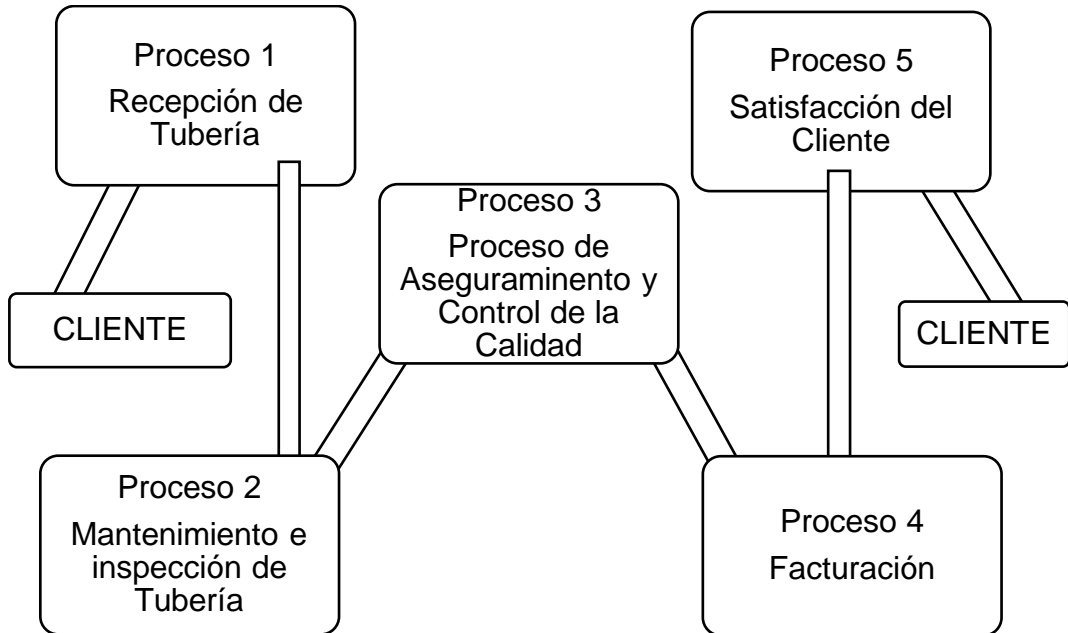 Proceso 1
Recepción de
Tubería
CLIENTE
Proceso 2
Mantenimiento e
inspección de
Tubería
Proceso 3
Proceso de
Aseguraminento y
Control de la
Calidad
Proceso 4
Facturación
Proceso 5
Satisfacción del
Cliente
CLIENTE